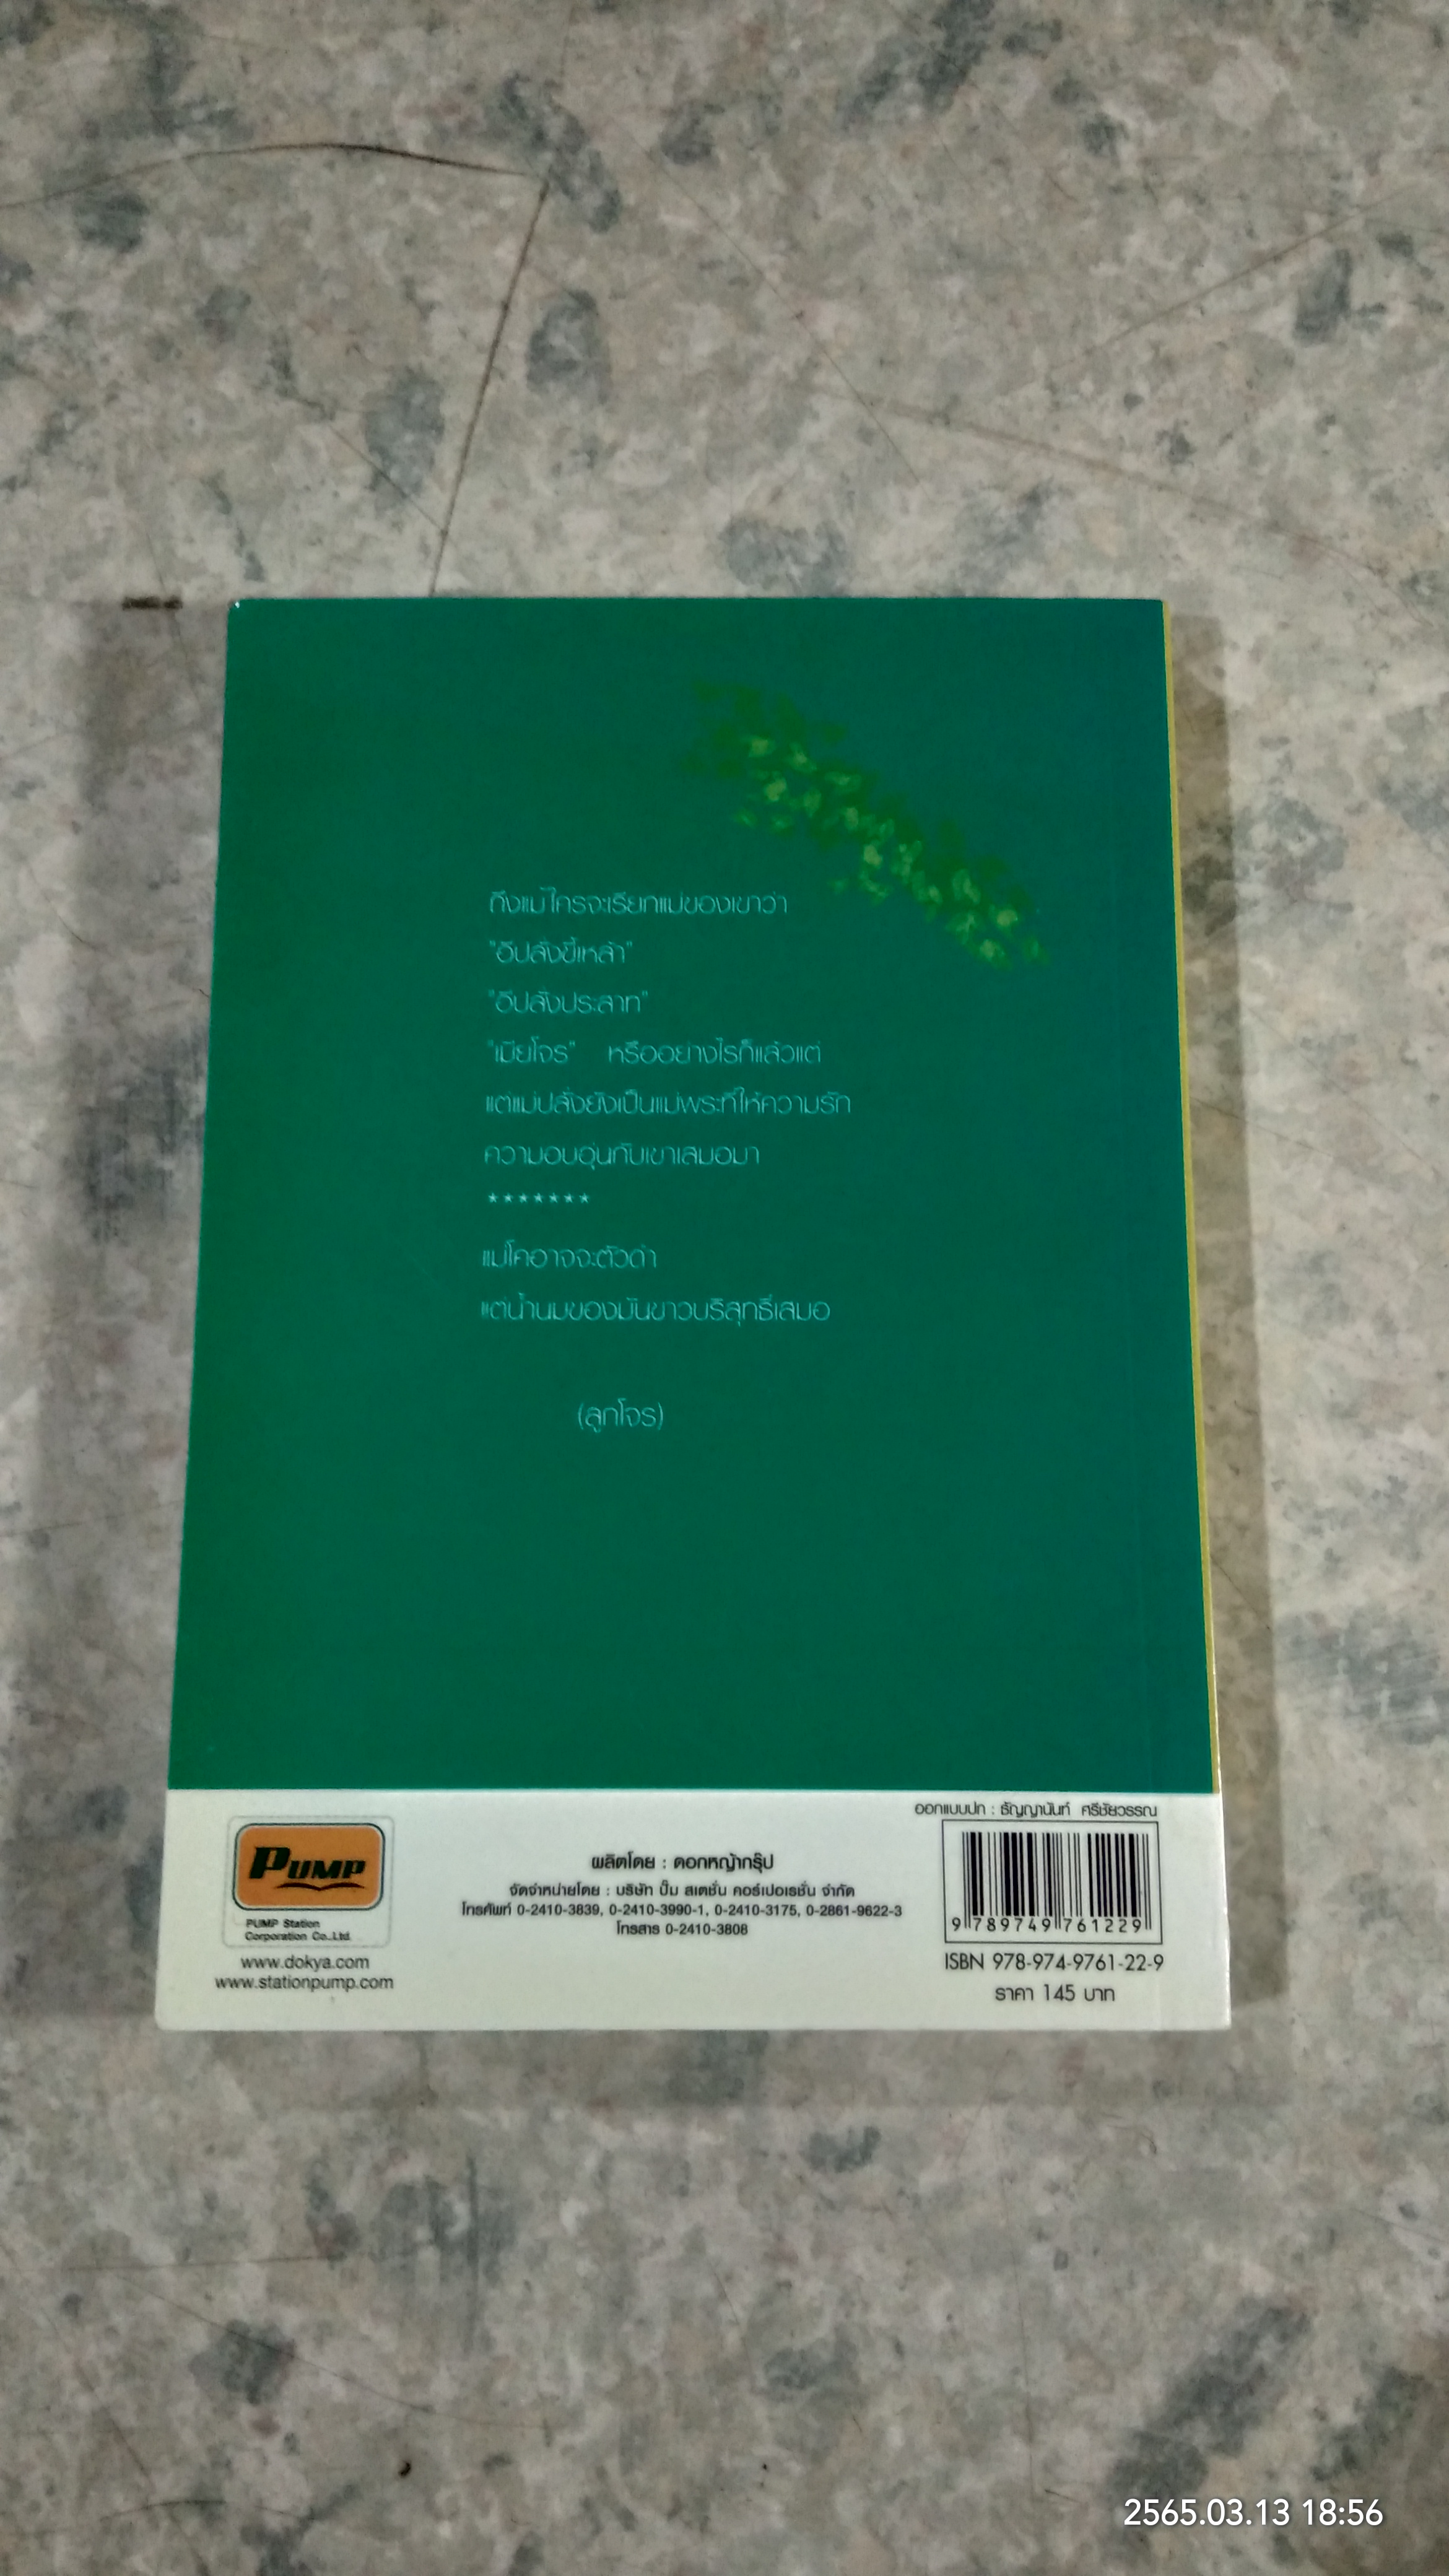 ถึงแม้ใครจะเรียกแม่ของเขาว่า
"อีปลั่งขี้เหล้า"
"อีปลั่งประสาท"
"เมียโจร" หรืออย่างไรก็แล้วแต่
แต่แม่ปลั่งยังเป็นแม่พระที่ให้ความรัก
ความอบอุ่นกับเขาเสมอมา
*******
แม่โคอาจจะตัวดำ
แต่น้ำนมของมันขาวบริสุทธิ์เสมอ
(ลูกโจร)
ออกแบบปก : ธัญญานันท์ ศรีชัยวรรณ
PUMP
PUMP Station
Corporation Co.,Ltd.
www.dokya.com
www.stationpump.com
ผลิตโดย : ดอกหญ้ากรุ๊ป
จัดจำหน่ายโดย : บริษัท ปั๊ม สเตชั่น คอร์เปอเรชั่น จำกัด
โทรศัพท์ 0-2410-3839, 0-2410-3990-1, 0-2410-3175, 0-2861-9622-3
โทรสาร 0-2410-3808
9 789749 761229
ISBN 978-974-9761-22-9
ราคา 145 บาท
2565.03.13 18:56